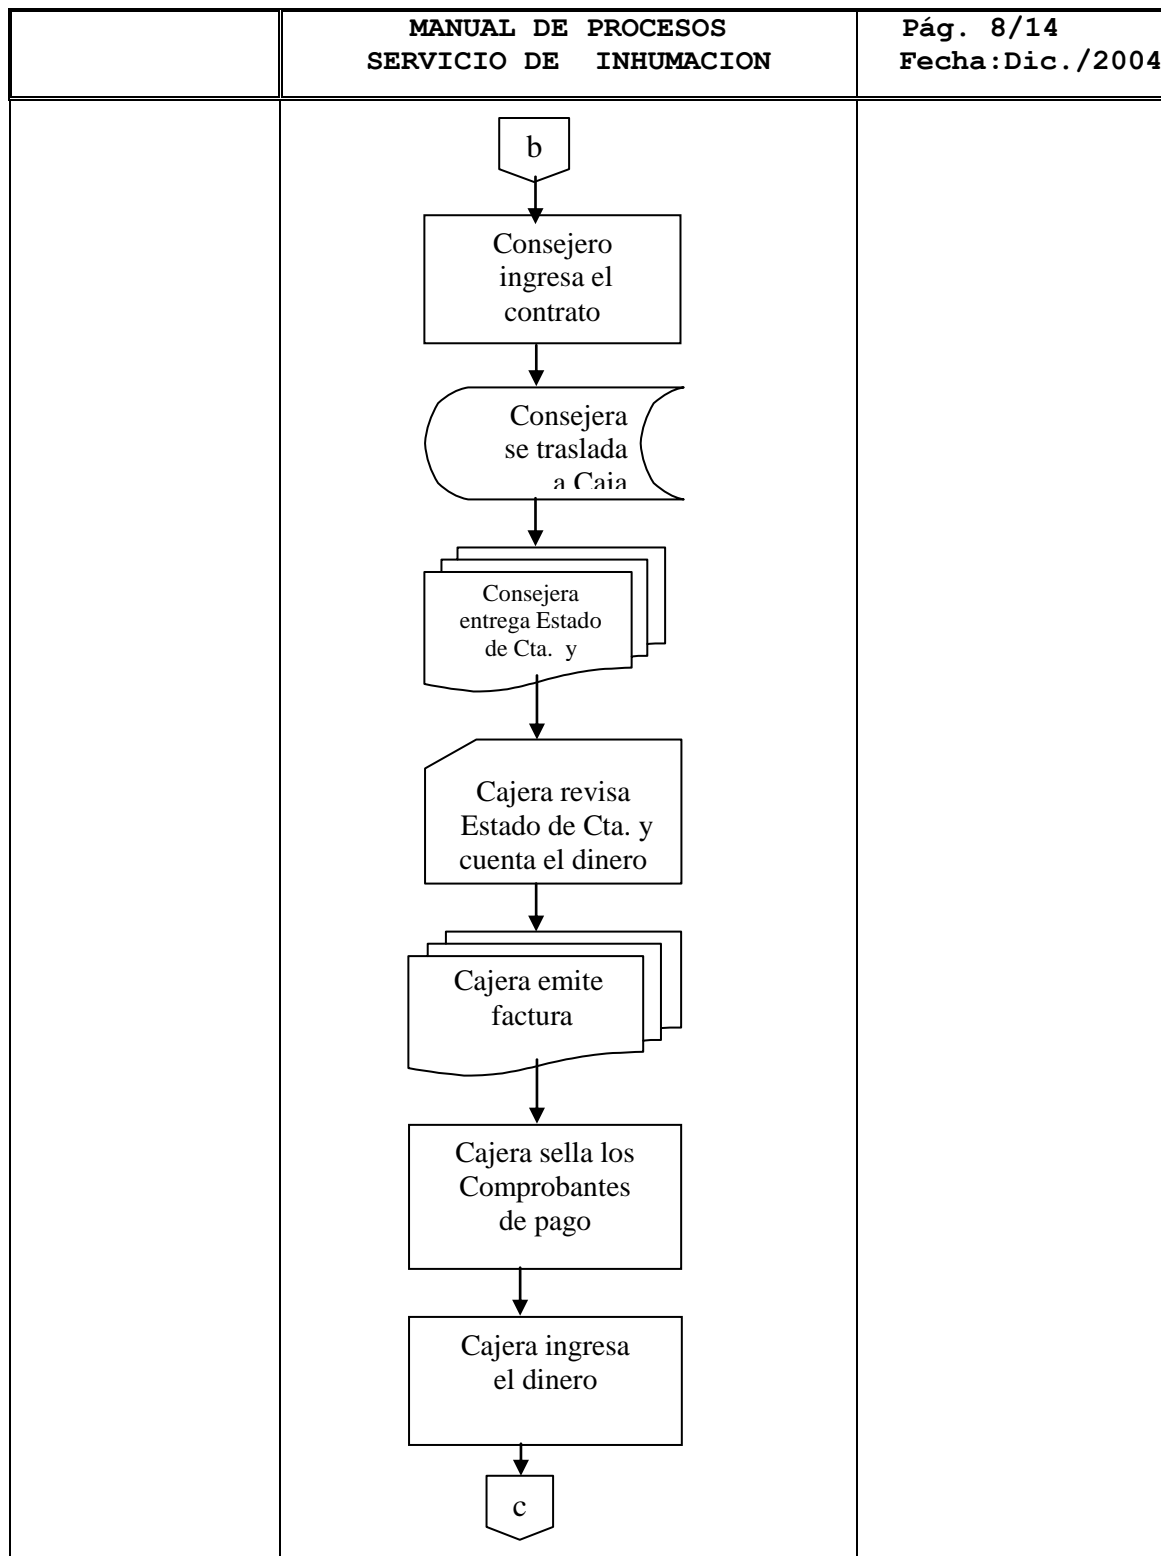 MANUAL DE PROCESOS
SERVICIO DE INHUMACION
Pág. 8/14
Fecha:Dic./2004
b
Consejero
ingresa el
contrato
Consejera
se traslada
a Caja
Consejera
entrega Estado
de Cta. y
Cajera revisa
Estado de Cta. y
cuenta el dinero
Cajera emite
factura
Cajera sella los
Comprobantes
de pago
Cajera ingresa
el dinero
c